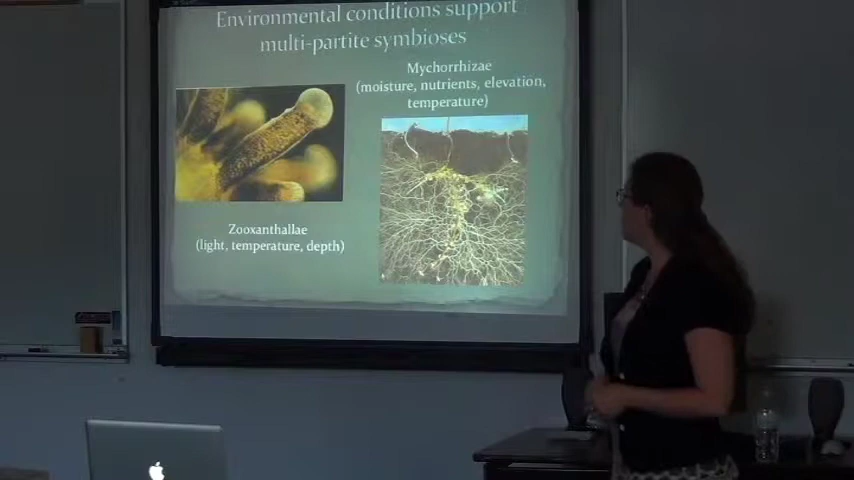 Environmental conditions support
multi-partite symbioses
Mychorrhizae
(moisture, nutrients, elevation,
temperature)
Zooxanthallae
(light, temperature, depth)